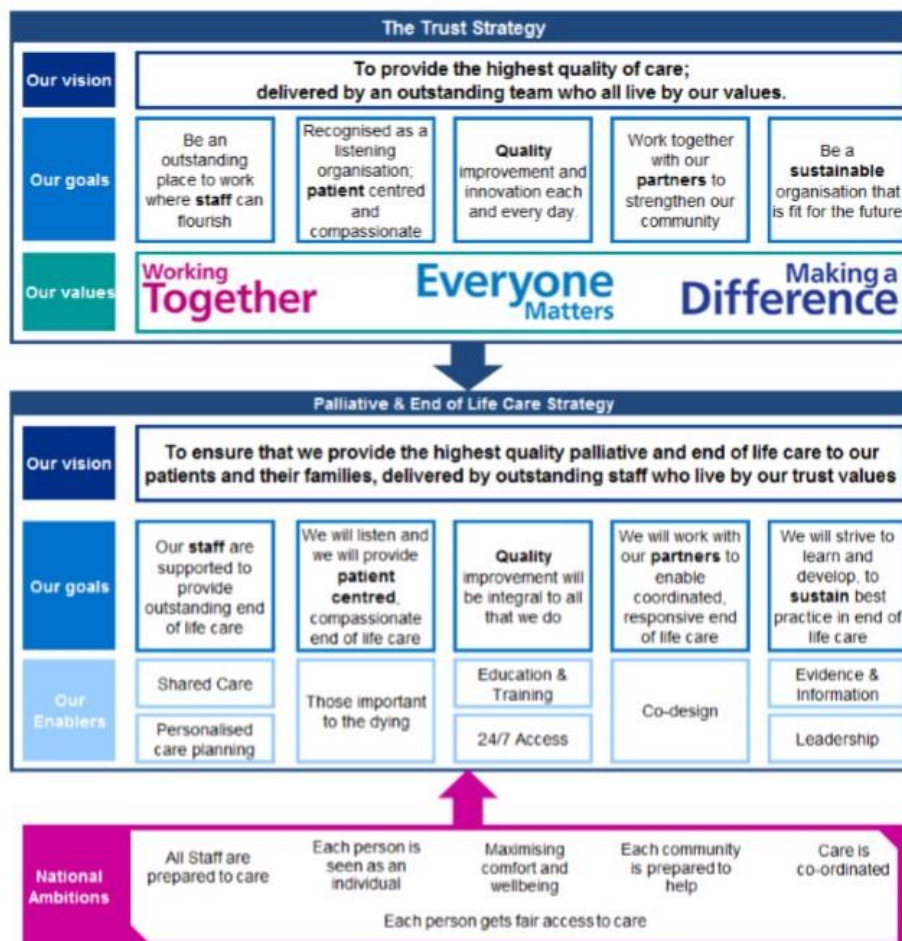 The Trust Strategy
Our vision
To provide the highest quality of care;
delivered by an outstanding team who all live by our values.
Our goals
Be an
outstanding
place to work
where staff can
flourish
Recognised as a
listening
organisation;
patient centred
and
compassionate
Quality
improvement and
innovation each
and every day.
Work together
with our
partners to
strengthen our
community
Be a
sustainable
organisation that
is fit for the future
Our values
Working
Together
Everyone
Matters
Making a
Difference
Palliative & End of Life Care Strategy
Our vision
To ensure that we provide the highest quality palliative and end of life care to our
patients and their families, delivered by outstanding staff who live by our trust values
Our goals
Our staff are
supported to
provide
outstanding end
of life care
We will listen and
we will provide
patient
centred,
compassionate
end of life care
Quality
improvement will
be integral to all
that we do
We will work with
our partners to
enable
coordinated,
responsive end
of life care
We will strive to
learn and
develop, to
sustain best
practice in end of
life care
Our
Enablers
Shared Care
Personalised
care planning
Those important
to the dying
Education &
Training
24/7 Access
Co-design
Evidence &
Information
Leadership
National
Ambitions
All Staff are
prepared to care
Each person is
seen as an
individual
Maximising
comfort and
wellbeing
Each community
is prepared to
help
Care is
co-ordinated
Each person gets fair access to care